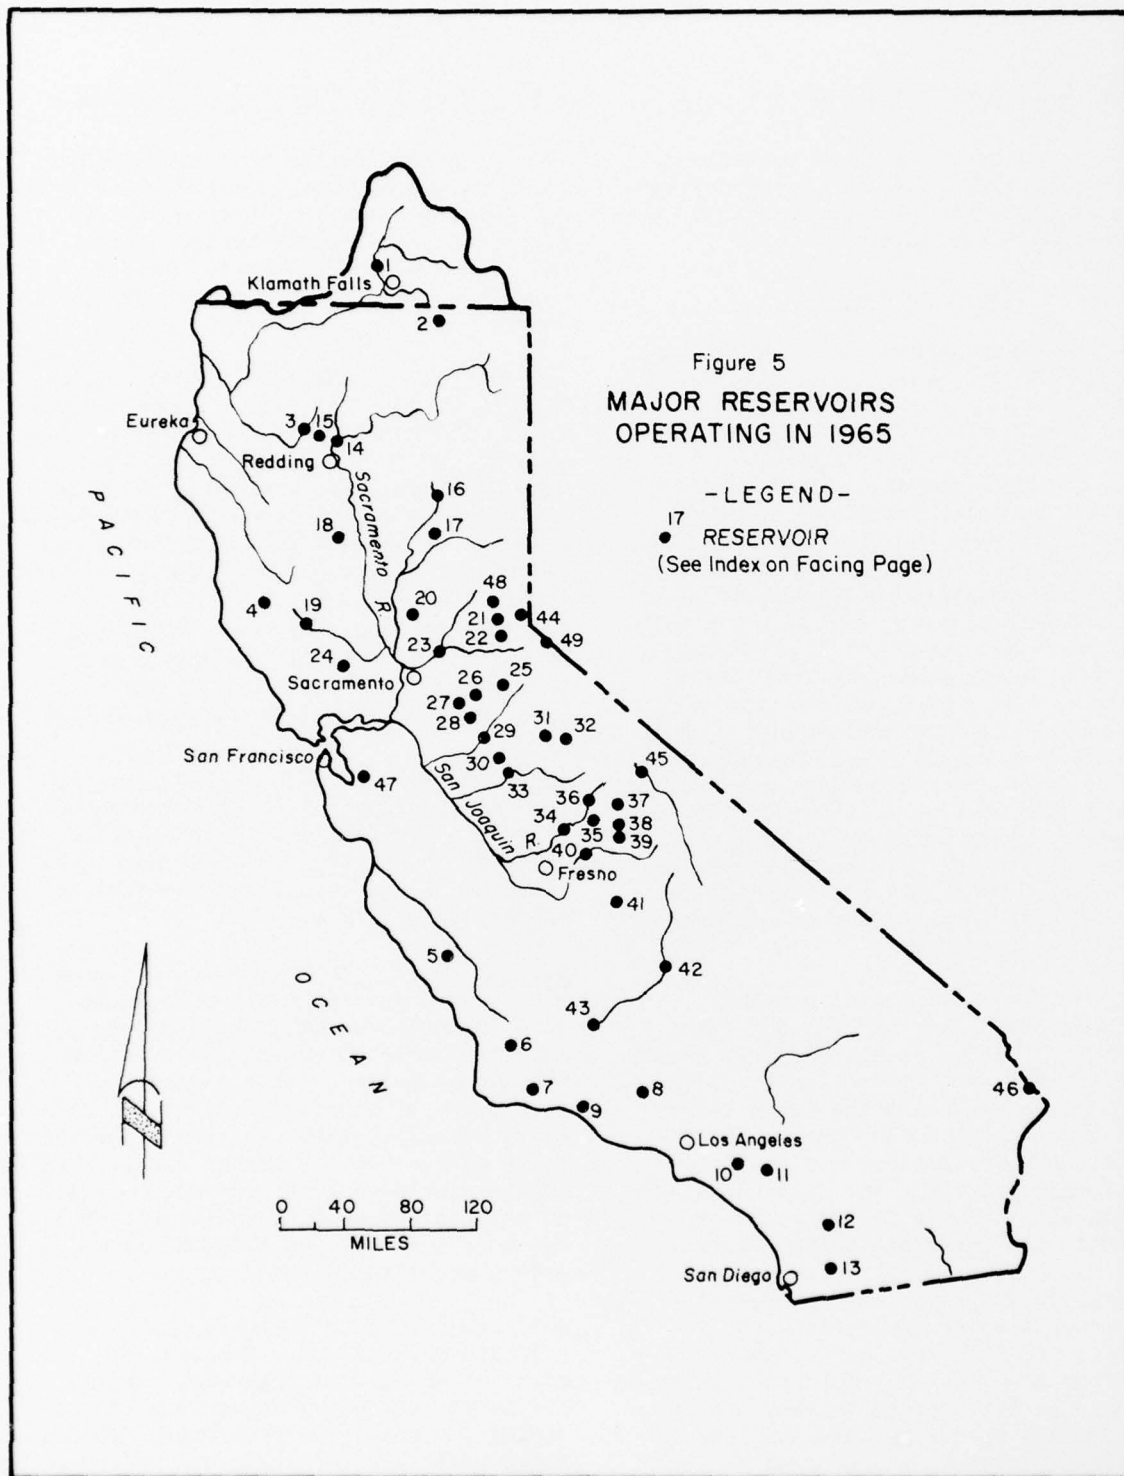 Figure 5
MAJOR RESERVOIRS
OPERATING IN 1965
-LEGEND-
17
RESERVOIR
(See Index on Facing Page)
1
Klamath Falls
2
Eureka
3
15
14
Redding
Sacramento R.
16
17
18
PACIFIC
4
19
20
48
21
44
22
23
49
24
Sacramento
25
26
27
28
29
31
32
San Francisco
30
33
45
47
San Joaquin R.
36
37
34
35
38
39
40
Fresno
41
5
42
OCEAN
43
6
7
8
9
46
Los Angeles
10
11
0 40 80 120
MILES
12
13
San Diego